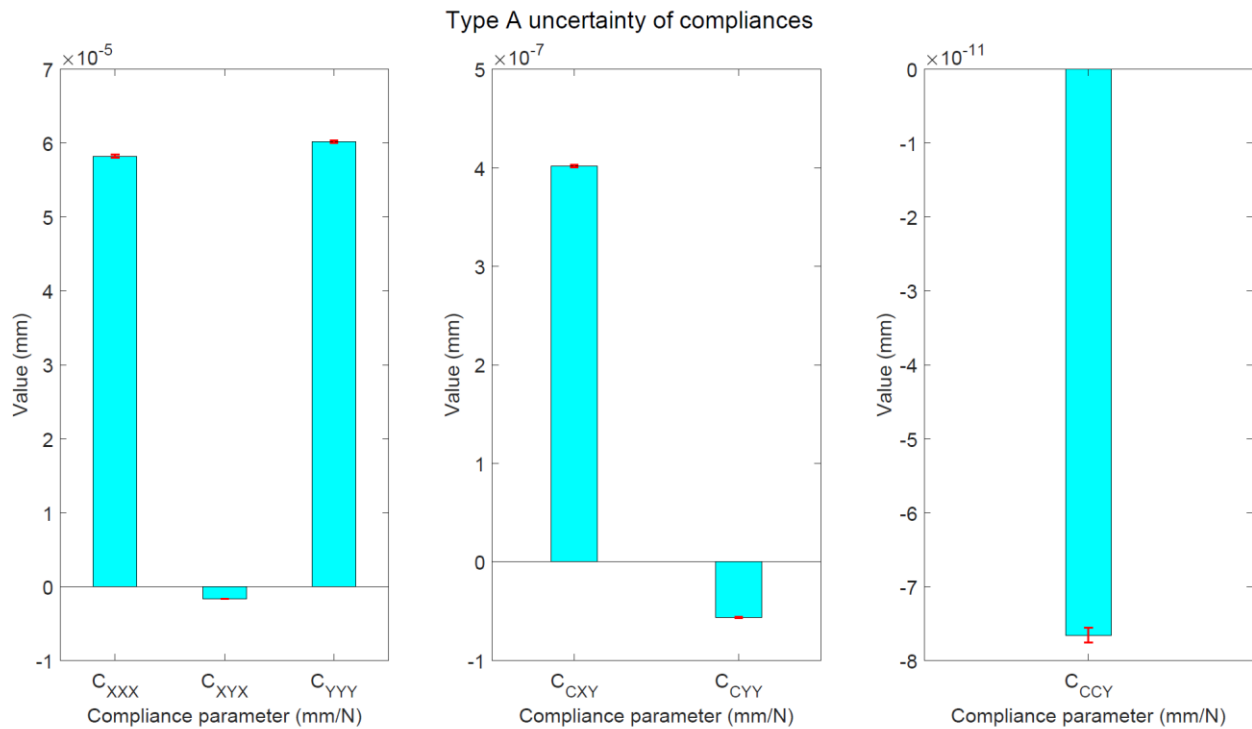 Type A uncertainty of compliances
×10^-5
7
6
5
4
3
2
1
0
-1
Value (mm)
C_XXX C_XYX C_YYY
Compliance parameter (mm/N)
×10^-7
5
4
3
2
1
0
-1
Value (mm)
C_CXY C_CYY
Compliance parameter (mm/N)
×10^-11
0
-1
-2
-3
-4
-5
-6
-7
-8
Value (mm)
C_CCY
Compliance parameter (mm/N)